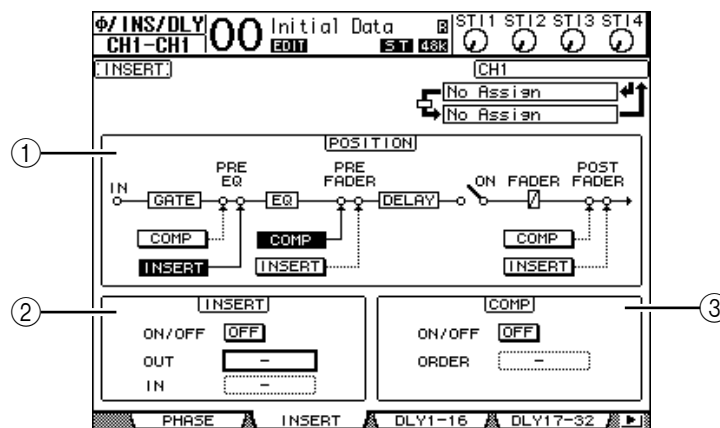 Φ/INS/DLY 00 Initial Data B STI1 STI2 STI3 STI4
CH1-CH1 EDIT ST 48k
INSERT CH1
No Assign
No Assign
① POSITION
IN GATE PRE EQ EQ PRE FADER DELAY ON FADER POST FADER
COMP COMP COMP
INSERT INSERT INSERT
② INSERT
ON/OFF OFF
OUT -
IN -
COMP ③
ON/OFF OFF
ORDER -
PHASE INSERT DLY1-16 DLY17-32